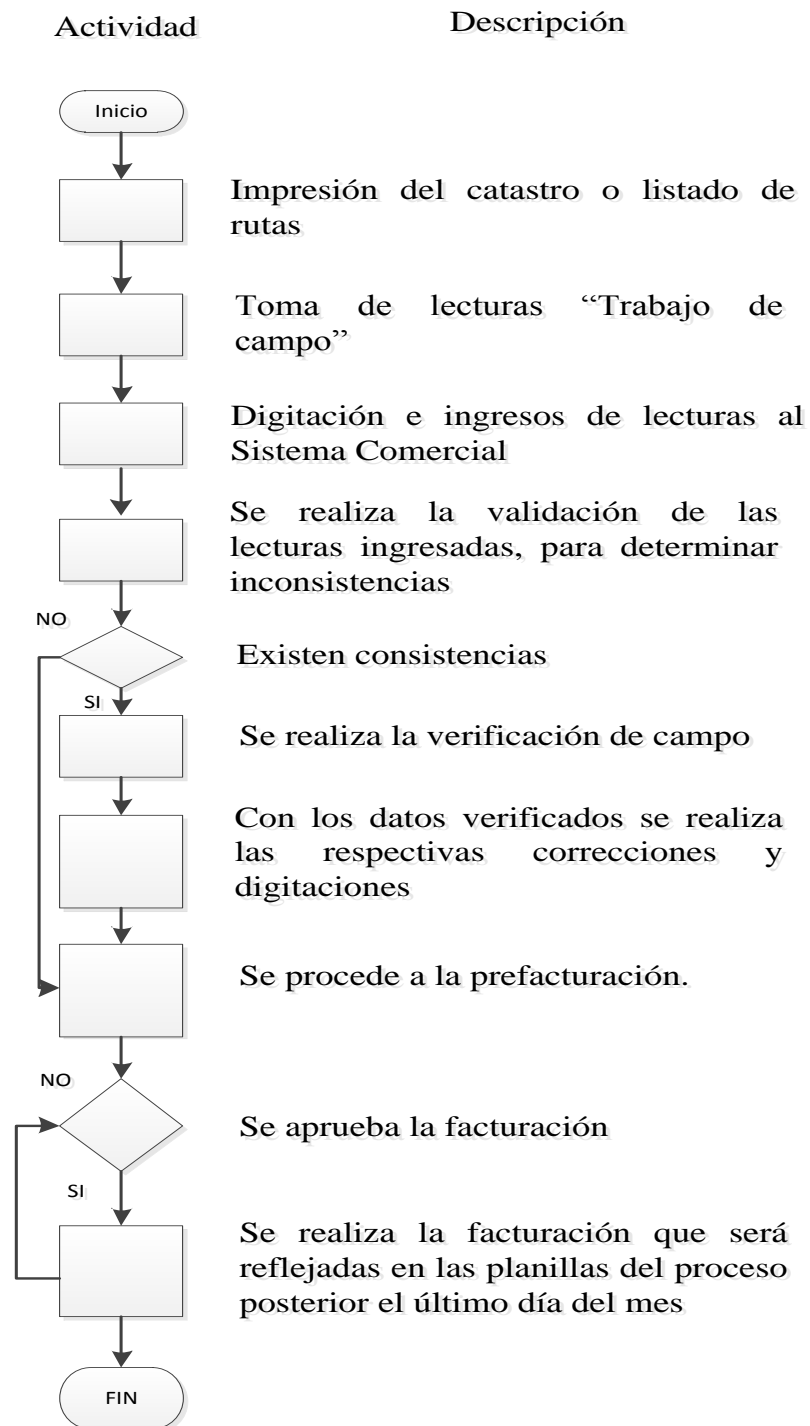 Actividad
Descripción
Inicio
Impresión del catastro o listado de
rutas
Toma de lecturas “Trabajo de
campo”
Digitación e ingresos de lecturas al
Sistema Comercial
Se realiza la validación de las
lecturas ingresadas, para determinar
inconsistencias
NO
Existen consistencias
SI
Se realiza la verificación de campo
Con los datos verificados se realiza
las respectivas correcciones y
digitaciones
Se procede a la prefacturación.
NO
Se aprueba la facturación
SI
Se realiza la facturación que será
reflejadas en las planillas del proceso
posterior el último día del mes
FIN